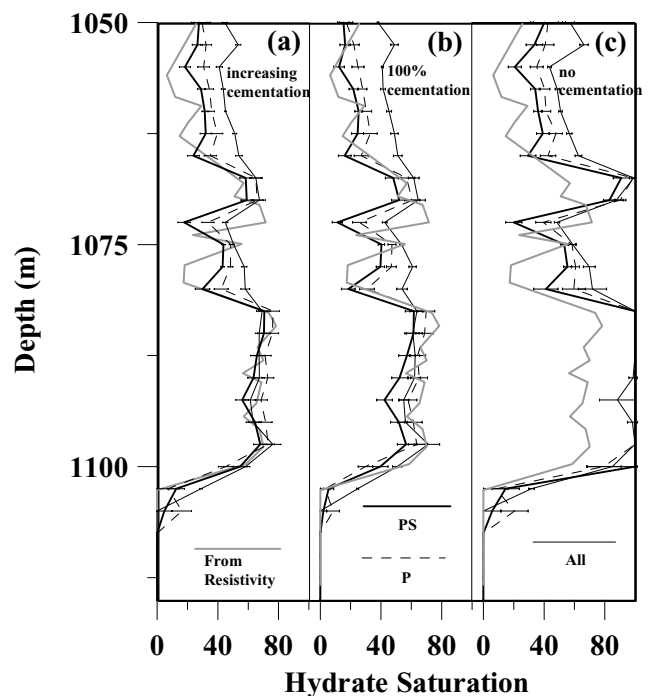 1050
(a)
(b)
(c)
increasing
cementation
100%
cementation
no
cementation
1075
Depth (m)
1100
From
Resistivity
PS
P
All
0 40 80
0 40 80
0 40 80
Hydrate Saturation